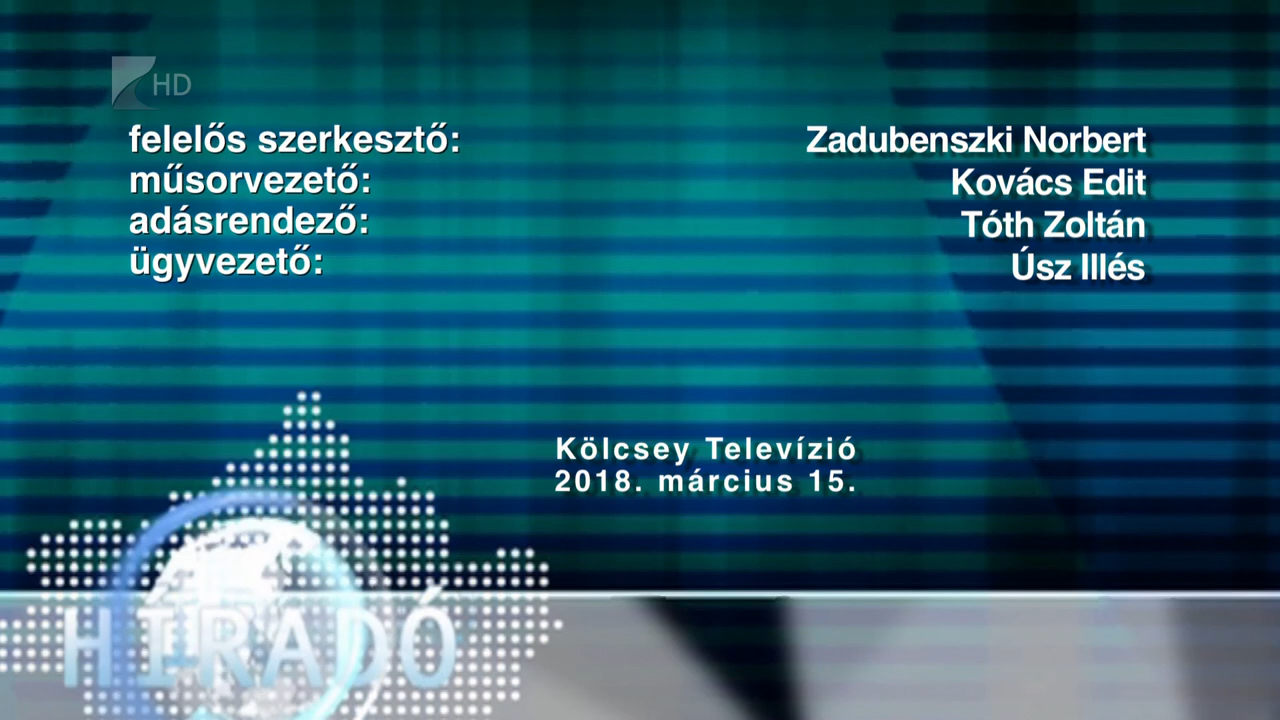 HD
felelős szerkesztő: Zadubenszki Norbert
műsorvezető: Kovács Edit
adásrendező: Tóth Zoltán
ügyvezető: Úsz Illés
Kölcsey Televízió
2018. március 15.
HÍRADÓ